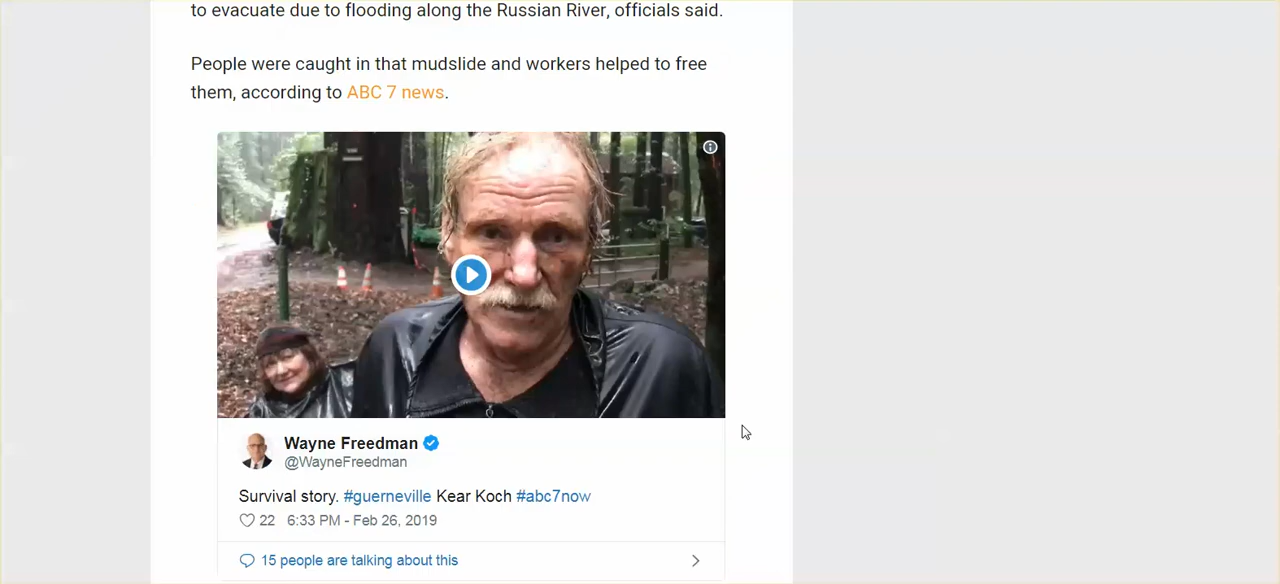 to evacuate due to flooding along the Russian River, officials said.
People were caught in that mudslide and workers helped to free
them, according to ABC 7 news.
Wayne Freedman
@WayneFreedman
Survival story. #guerneville Kear Koch #abc7now
22 6:33 PM - Feb 26, 2019
15 people are talking about this